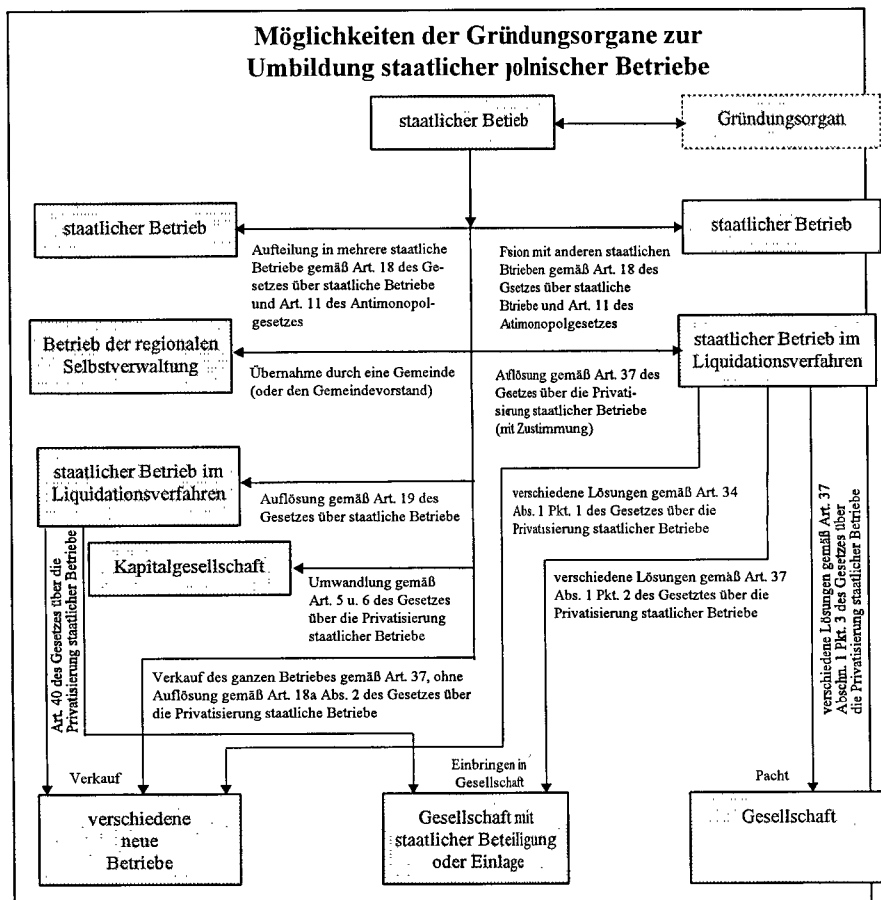 Möglichkeiten der Gründungsorgane zur
Umbildung staatlicher polnischer Betriebe
staatlicher Betieb
Gründungsorgan
staatlicher Betrieb
staatlicher Betrieb
Aufteilung in mehrere staatliche
Betriebe gemäß Art. 18 des Ge-
setzes über staatliche Betriebe
und Art. 11 des Antimonopol-
gesetzes
Fsion mit anderen staatlichen
Btrieben gemäß Art. 18 des
Gsetzes über staatliche
Btriebe und Art. 11 des
Atimonopolgesetzes
Betrieb der regionalen
Selbstverwaltung
Übernahme durch eine Gemeinde
(oder den Gemeindevorstand)
Aflösung gemäß Art. 37 des
Gsetzes über die Privati-
sierung staatlicher Betriebe
(mit Zustimmung)
staatlicher Betrieb im
Liquidationsverfahren
staatlicher Betrieb im
Liquidationsverfahren
Auflösung gemäß Art. 19 des
Gesetzes über staatliche Betriebe
verschiedene Lösungen gemäß Art. 34
Abs. 1 Pkt. 1 des Gesetzes über die
Privatisierung staatlicher Betriebe
Kapitalgesellschaft
Umwandlung gemäß
Art. 5 u. 6 des Gesetzes
über die Privatisierung
staatlicher Betriebe
verschiedene Lösungen gemäß Art. 37
Abs. 1 Pkt. 2 des Gesetztes über die
Privatisierung staatlicher Betriebe
verschiedene Lösungen gemäß Art. 37
Abschn. 1 Pkt. 3 des Gesetzes über
die Privatisierung staatlicher Betriebe
Art. 40 des Gesetzes über die
Privatisierung staatlicher Betriebe
Verkauf des ganzen Betriebes gemäß Art. 37, ohne
Auflösung gemäß Art. 18a Abs. 2 des Gesetzes über
die Privatisierung staatliche Betriebe
Verkauf
Einbringen in
Gesellschaft
Pacht
verschiedene
neue
Betriebe
Gesellschaft mit
staatlicher Beteiligung
oder Einlage
Gesellschaft